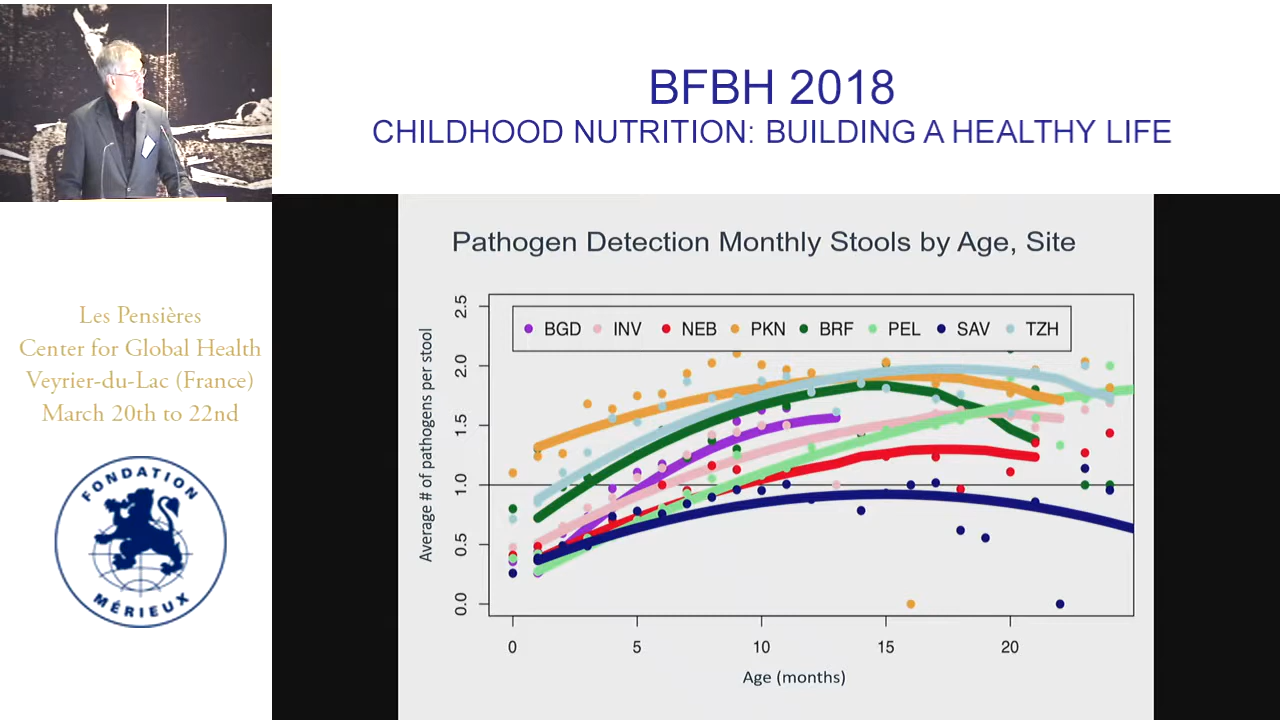 BFBH 2018
CHILDHOOD NUTRITION: BUILDING A HEALTHY LIFE
Les Pensières
Center for Global Health
Veyrier-du-Lac (France)
March 20th to 22nd
FONDATION
MÉRIEUX
Pathogen Detection Monthly Stools by Age, Site
BGD INV NEB PKN BRF PEL SAV TZH
Average # of pathogens per stool
2.5
2.0
1.5
1.0
0.5
0.0
0 5 10 15 20
Age (months)